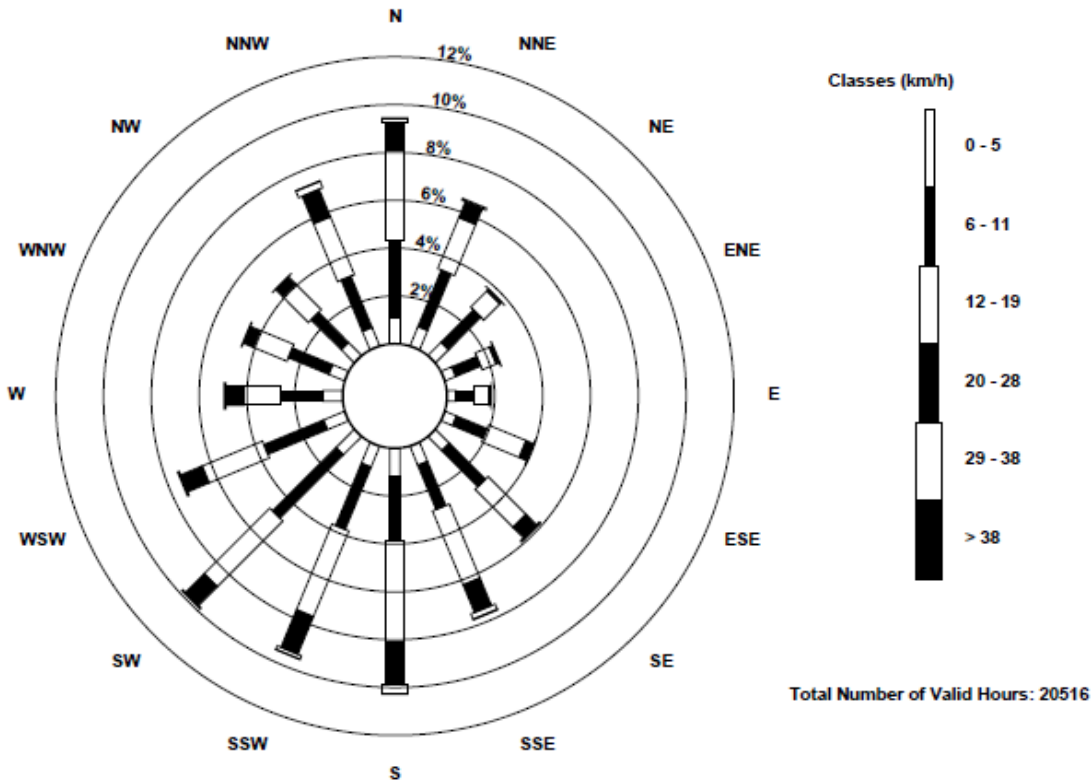 N
NNW
NNE
12%
Classes (km/h)
10%
NW
NE
0 - 5
8%
6%
6 - 11
WNW
ENE
4%
2%
12 - 19
20 - 28
W
E
29 - 38
WSW
ESE
> 38
SW
SE
Total Number of Valid Hours: 20516
SSW
SSE
S